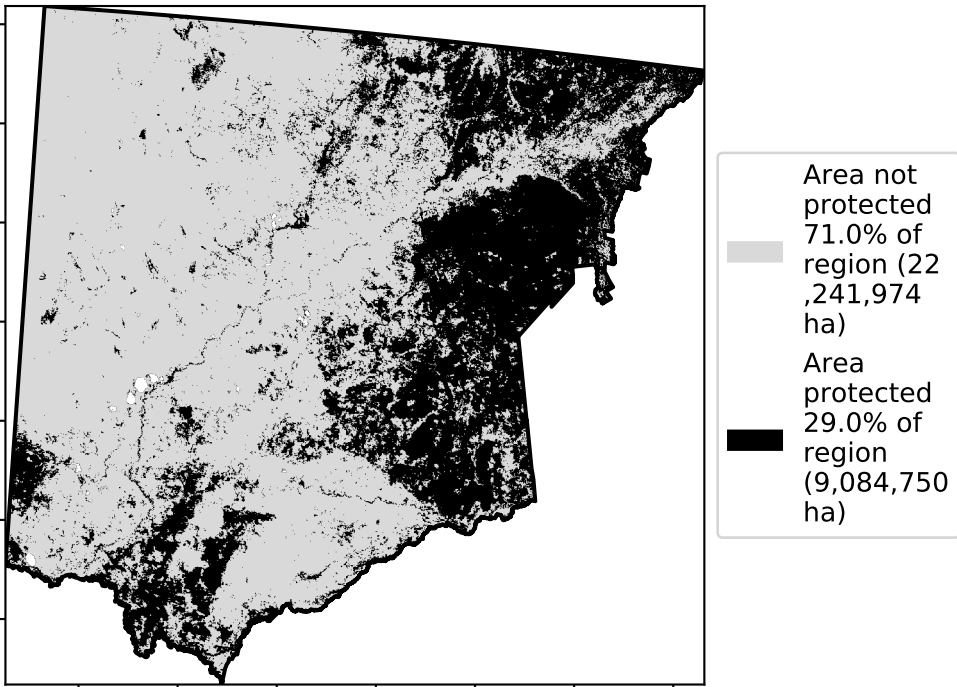 Area not
protected
71.0% of
region (22
,241,974
ha)
Area
protected
29.0% of
region
(9,084,750
ha)